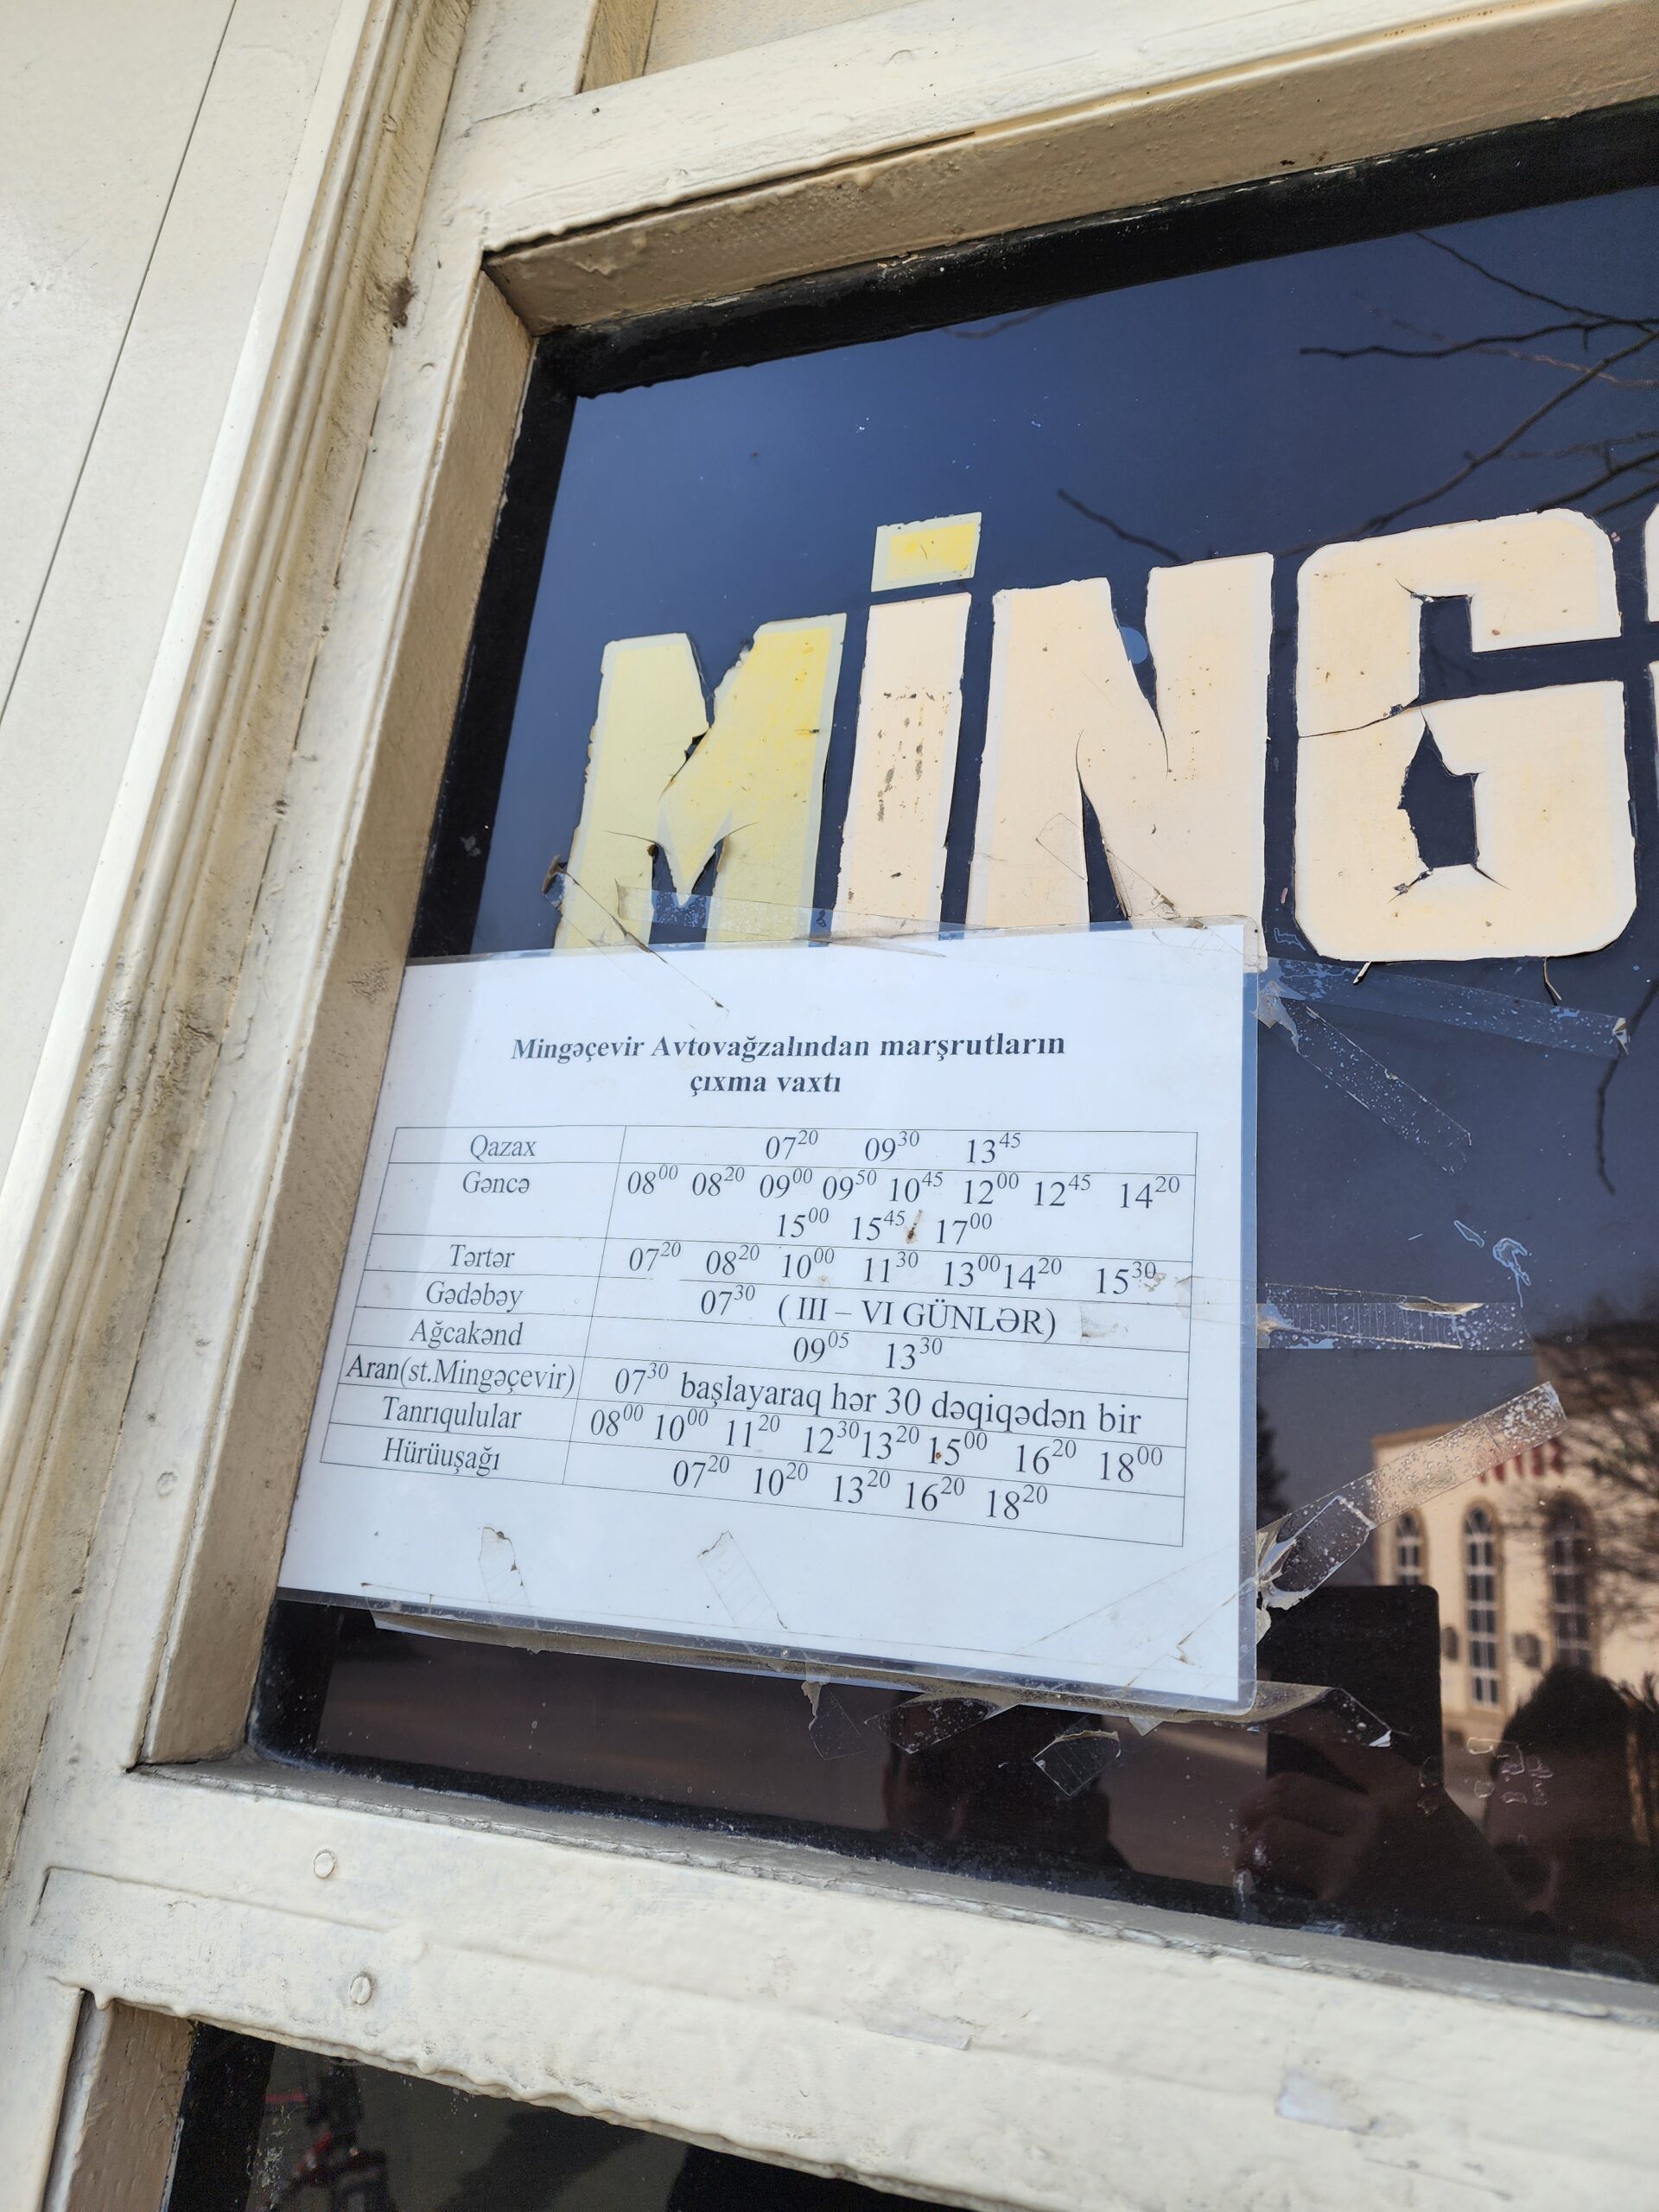 MİNG
Mingəçevir Avtovağzalından marşrutların
çıxma vaxtı
Qazax 07²⁰ 09³⁰ 13⁴⁵
Gəncə 08⁰⁰ 08²⁰ 09⁰⁰ 09⁵⁰ 10⁴⁵ 12⁰⁰ 12⁴⁵ 14²⁰
15⁰⁰ 15⁴⁵ 17⁰⁰
Tərtər 07²⁰ 08²⁰ 10⁰⁰ 11³⁰ 13⁰⁰ 14²⁰ 15³⁰
Gədəbəy 07³⁰ ( III – VI GÜNLƏR)
Ağcakənd 09⁰⁵ 13³⁰
Aran(st.Mingəçevir) 07³⁰ başlayaraq hər 30 dəqiqədən bir
Tanrıqulular 08⁰⁰ 10⁰⁰ 11²⁰ 12³⁰ 13²⁰ 15⁰⁰ 16²⁰ 18⁰⁰
Hürüuşağı 07²⁰ 10²⁰ 13²⁰ 16²⁰ 18²⁰